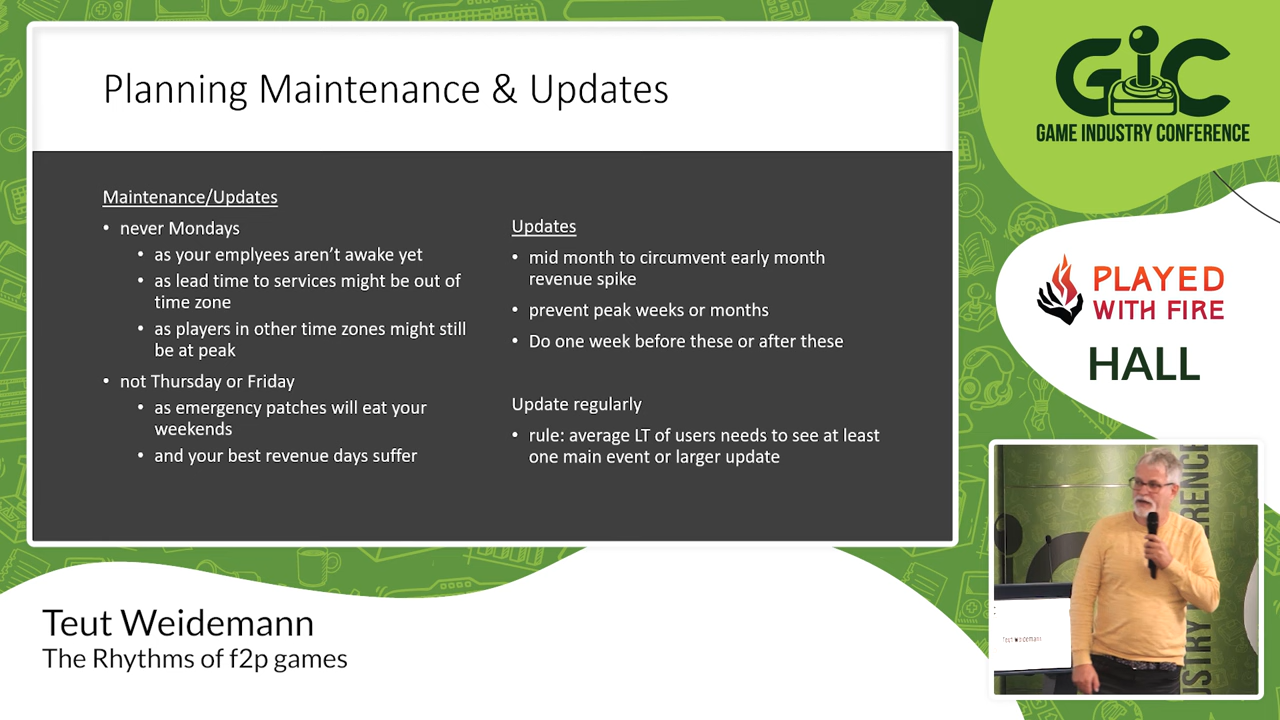 Planning Maintenance & Updates
Maintenance/Updates
• never Mondays
• as your emplyees aren't awake yet
• as lead time to services might be out of
time zone
• as players in other time zones might still
be at peak
• not Thursday or Friday
• as emergency patches will eat your
weekends
• and your best revenue days suffer
Updates
• mid month to circumvent early month
revenue spike
• prevent peak weeks or months
• Do one week before these or after these
Update regularly
• rule: average LT of users needs to see at least
one main event or larger update
GIC
GAME INDUSTRY CONFERENCE
PLAYED
WITH FIRE
HALL
Teut Weidemann
USTRY
ERENCE
Teut Weidemann
The Rhythms of f2p games